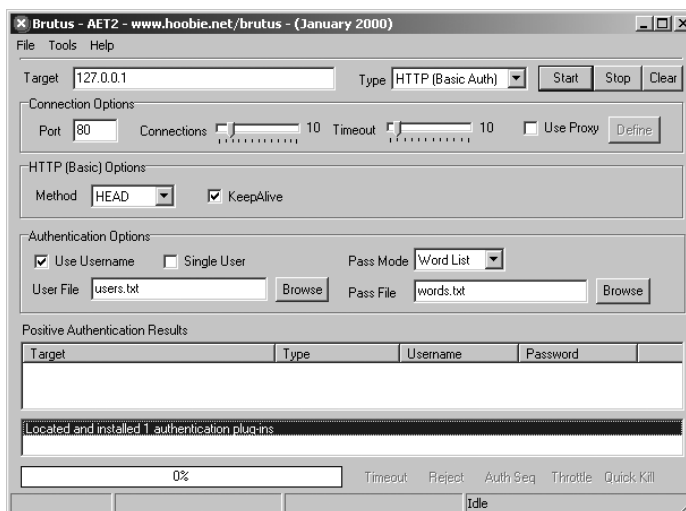 Brutus - AET2 - www.hoobie.net/brutus - (January 2000)
File Tools Help
Target 127.0.0.1 Type HTTP (Basic Auth) Start Stop Clear
Connection Options
Port 80 Connections 10 Timeout 10 Use Proxy Define
HTTP (Basic) Options
Method HEAD KeepAlive
Authentication Options
Use Username Single User Pass Mode Word List
User File users.txt Browse Pass File words.txt Browse
Positive Authentication Results
Target Type Username Password
Located and installed 1 authentication plug-ins
0% Timeout Reject Auth Seq Throttle Quick Kill
Idle